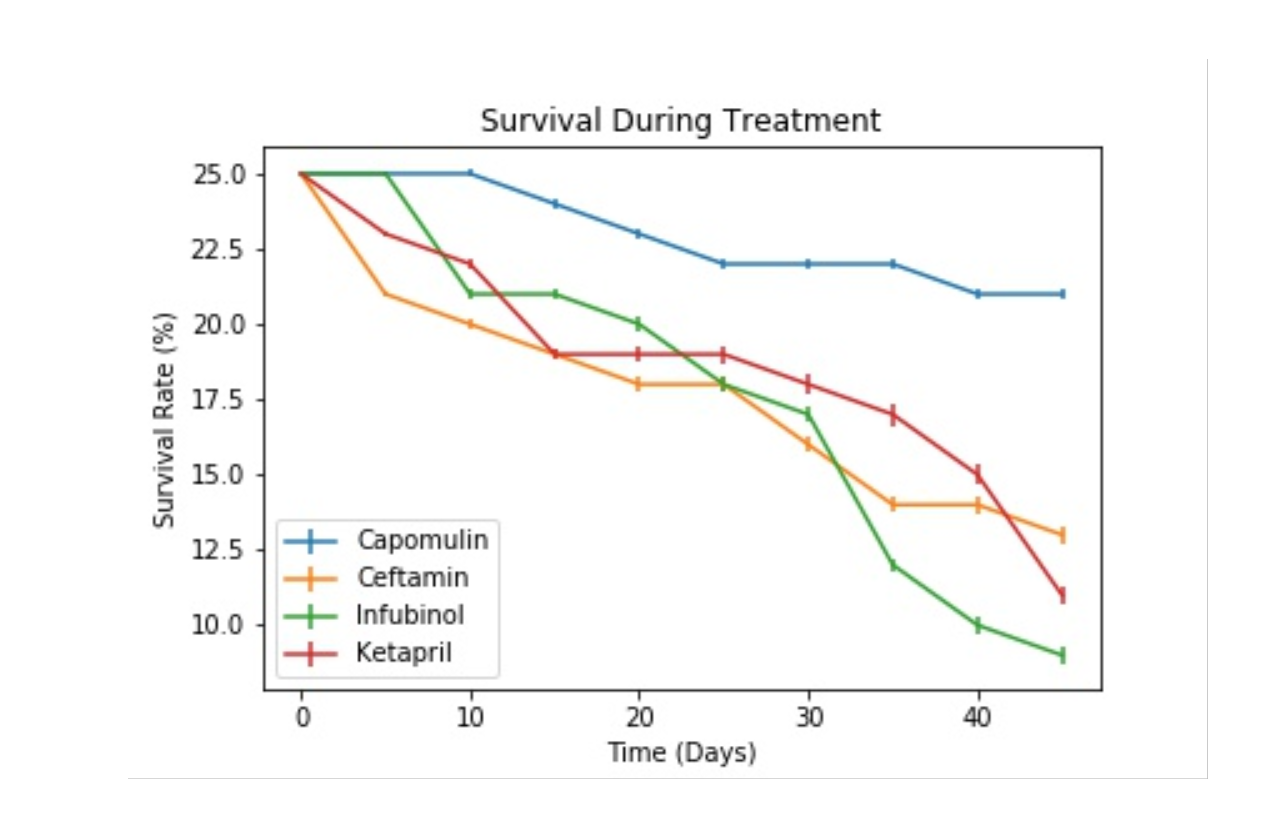 Survival During Treatment
Survival Rate (%)
25.0
22.5
20.0
17.5
15.0
12.5
10.0
Capomulin
Ceftamin
Infubinol
Ketapril
0 10 20 30 40
Time (Days)